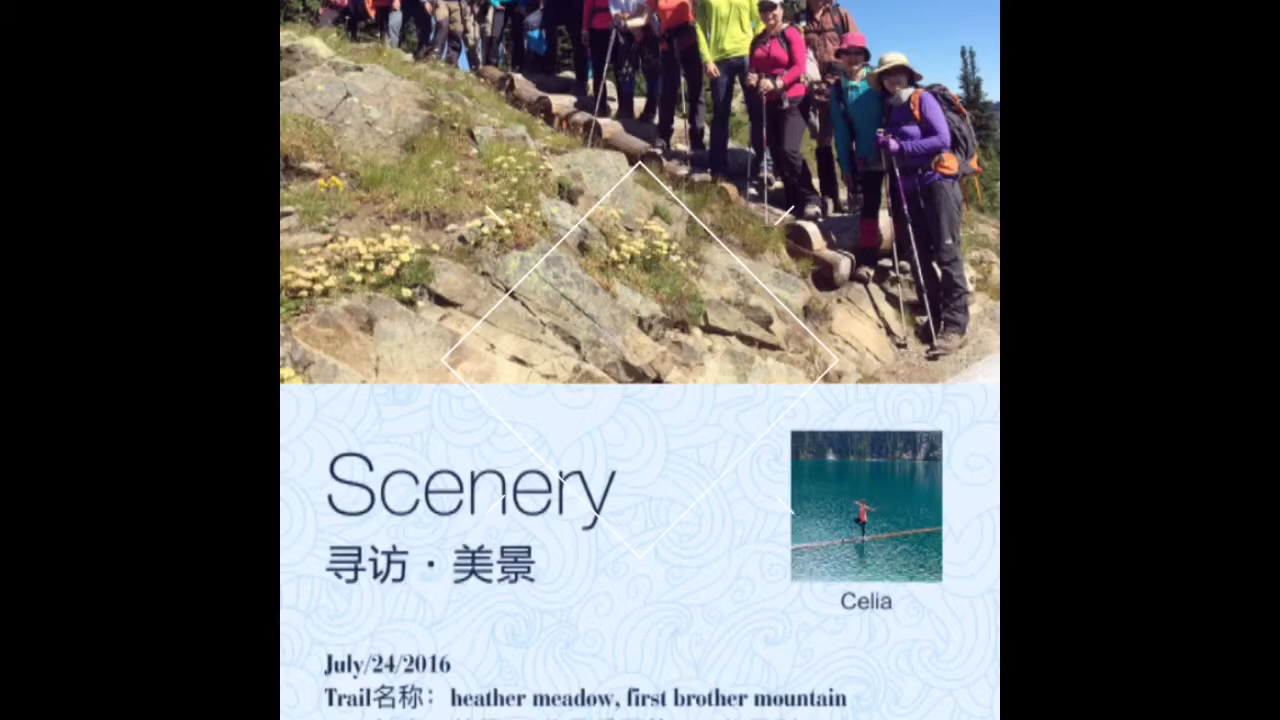 Scenery
寻访·美景
Celia
July/24/2016
Trail名称：heather meadow, first brother mountain